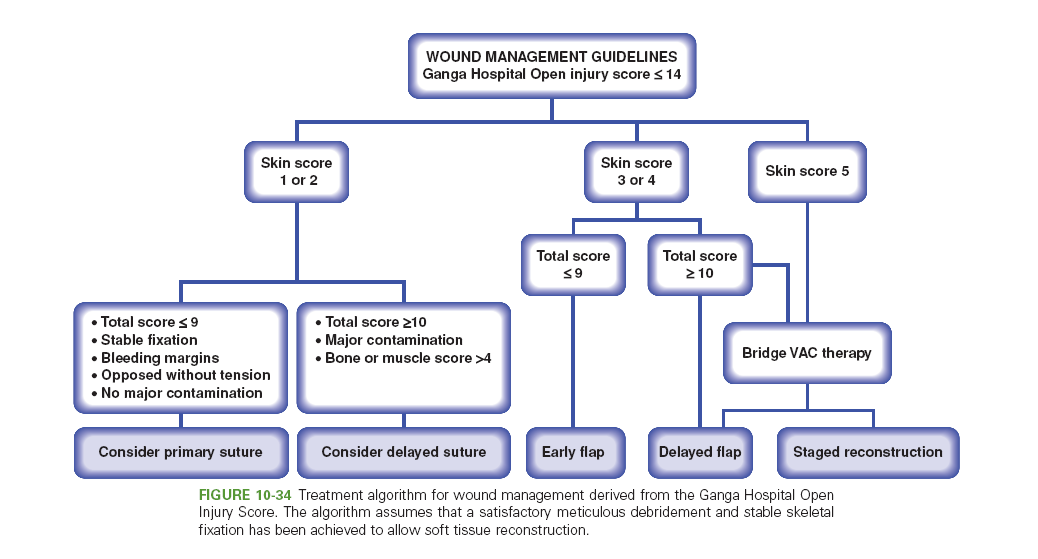 WOUND MANAGEMENT GUIDELINES
Ganga Hospital Open injury score ≤ 14
Skin score
1 or 2
Skin score
3 or 4
Skin score 5
Total score
≤ 9
Total score
≥ 10
• Total score ≤ 9
• Stable fixation
• Bleeding margins
• Opposed without tension
• No major contamination
• Total score ≥10
• Major contamination
• Bone or muscle score >4
Bridge VAC therapy
Consider primary suture
Consider delayed suture
Early flap
Delayed flap
Staged reconstruction
FIGURE 10-34 Treatment algorithm for wound management derived from the Ganga Hospital Open
Injury Score. The algorithm assumes that a satisfactory meticulous debridement and stable skeletal
fixation has been achieved to allow soft tissue reconstruction.